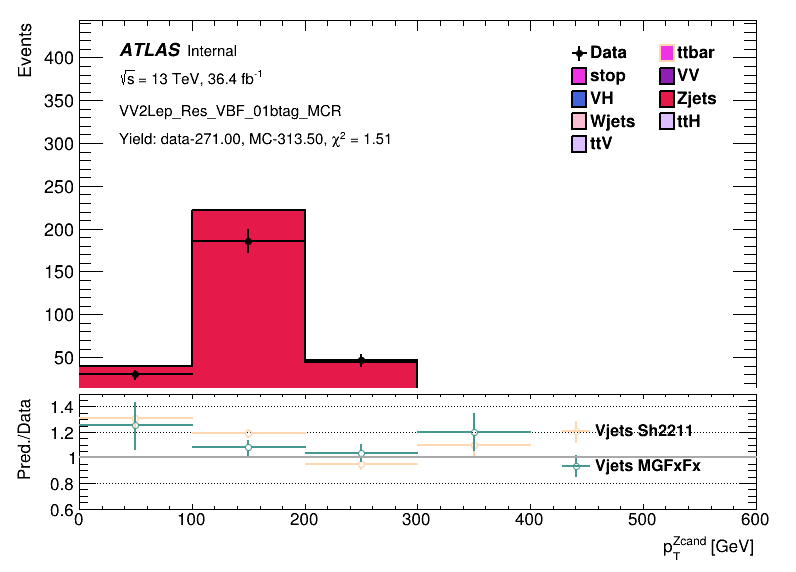 Events
ATLAS Internal
√s = 13 TeV, 36.4 fb⁻¹
VV2Lep_Res_VBF_01btag_MCR
Yield: data-271.00, MC-313.50, χ² = 1.51
Data ttbar
stop VV
VH Zjets
Wjets ttH
ttV
400
350
300
250
200
150
100
50
Pred./Data
1.4
1.2
1
0.8
0.6
Vjets Sh2211
Vjets MGFxFx
0 100 200 300 400 500 600
p_T^Zcand [GeV]